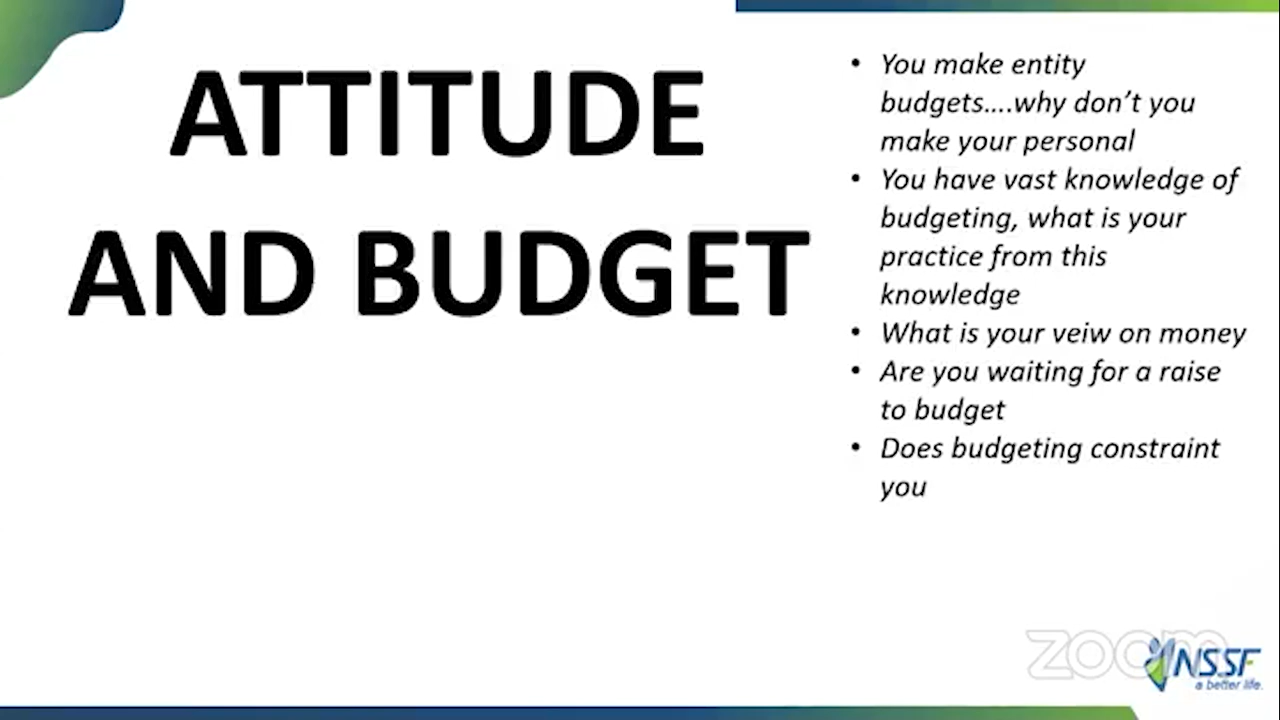 ATTITUDE
AND BUDGET
• You make entity
budgets....why don't you
make your personal
• You have vast knowledge of
budgeting, what is your
practice from this
knowledge
• What is your veiw on money
• Are you waiting for a raise
to budget
• Does budgeting constraint
you
zoom
NSSF
a better life.